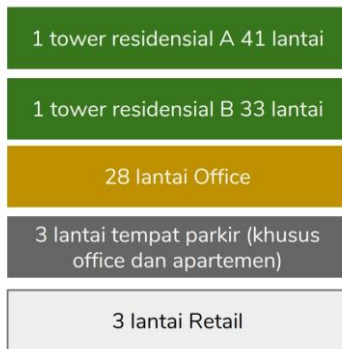 1 tower residensial A 41 lantai
1 tower residensial B 33 lantai
28 lantai Office
3 lantai tempat parkir (khusus
office dan apartemen)
3 lantai Retail